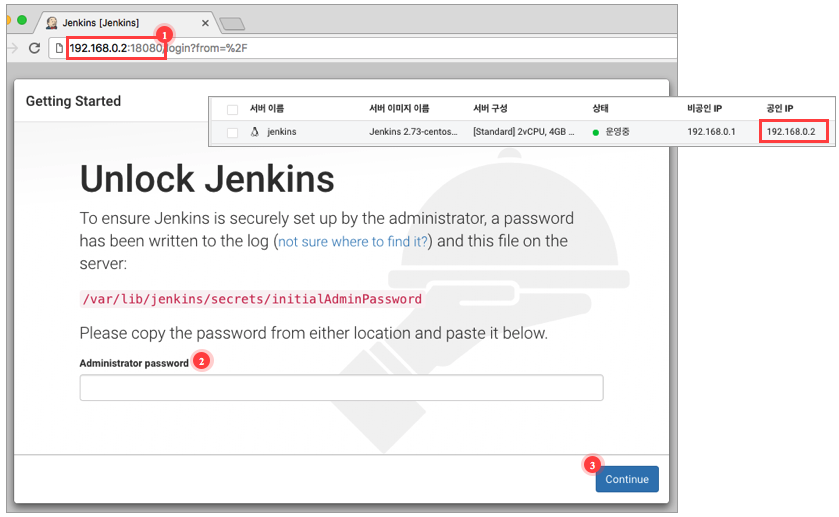 Jenkins [Jenkins]
1
192.168.0.2:18080/login?from=%2F
Getting Started
서버 이름 서버 이미지 이름 서버 구성 상태 비공인 IP 공인 IP
jenkins Jenkins 2.73-centos... [Standard] 2vCPU, 4GB ... 운영중 192.168.0.1 192.168.0.2
Unlock Jenkins
To ensure Jenkins is securely set up by the administrator, a password
has been written to the log (not sure where to find it?) and this file on the
server:
/var/lib/jenkins/secrets/initialAdminPassword
Please copy the password from either location and paste it below.
Administrator password 2
3
Continue